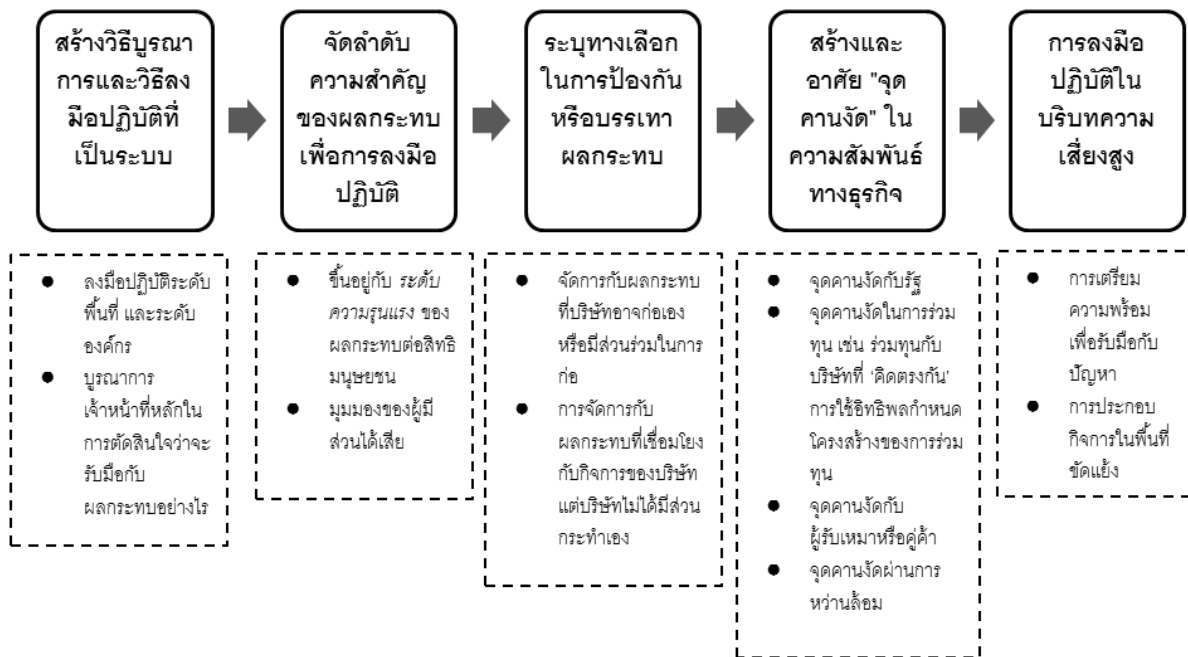 สร้างวิธีบูรณา
การและวิธีลง
มือปฏิบัติที่
เป็นระบบ
จัดลำดับ
ความสำคัญ
ของผลกระทบ
เพื่อการลงมือ
ปฏิบัติ
ระบุทางเลือก
ในการป้องกัน
หรือบรรเทา
ผลกระทบ
สร้างและ
อาศัย "จุด
คานงัด" ใน
ความสัมพันธ์
ทางธุรกิจ
การลงมือ
ปฏิบัติใน
บริบทความ
เสี่ยงสูง
● ลงมือปฏิบัติระดับ
พื้นที่ และระดับ
องค์กร
● บูรณาการ
เจ้าหน้าที่หลักใน
การตัดสินใจว่าจะ
รับมือกับ
ผลกระทบอย่างไร
● ขึ้นอยู่กับ ระดับ
ความรุนแรง ของ
ผลกระทบต่อสิทธิ
มนุษยชน
● มุมมองของผู้มี
ส่วนได้เสีย
● จัดการกับผลกระทบ
ที่บริษัทอาจก่อเอง
หรือมีส่วนร่วมในการ
ก่อ
● การจัดการกับ
ผลกระทบที่เชื่อมโยง
กับกิจการของบริษัท
แต่บริษัทไม่ได้มีส่วน
กระทำเอง
● จุดคานงัดกับรัฐ
● จุดคานงัดในการร่วม
ทุน เช่น ร่วมทุนกับ
บริษัทที่ ‘คิดตรงกัน’
การใช้อิทธิพลกำหนด
โครงสร้างของการร่วม
ทุน
● จุดคานงัดกับ
ผู้รับเหมาหรือคู่ค้า
● จุดคานงัดผ่านการ
หว่านล้อม
● การเตรียม
ความพร้อม
เพื่อรับมือกับ
ปัญหา
● การประกอบ
กิจการในพื้นที่
ขัดแย้ง